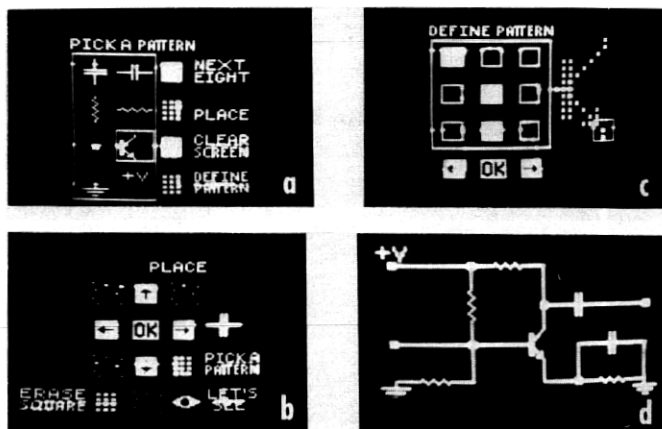 PICK A PATTERN
NEXT
EIGHT
PLACE
CLEAR
SCREEN
+V
DEFINE
PATTERN
a
DEFINE PATTERN
OK
c
PLACE
OK
PICK A
PATTERN
ERASE
SQUARE
LET'S
SEE
b
+V
d